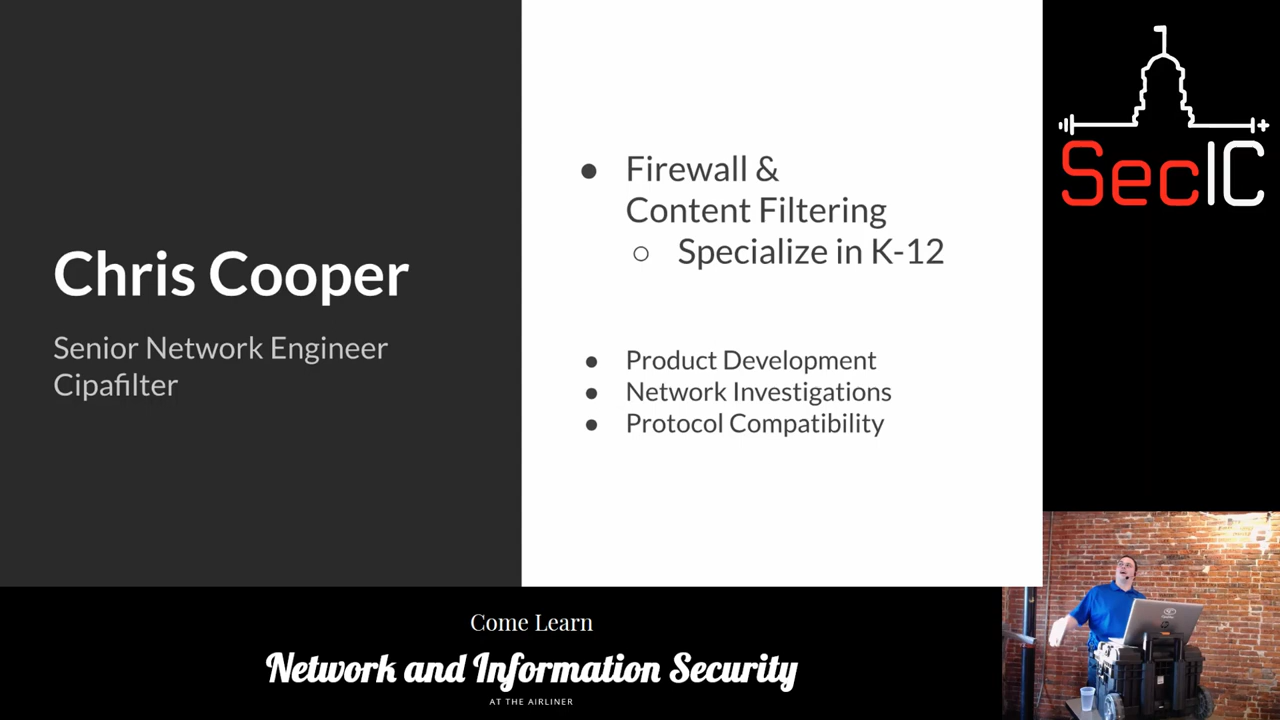 Chris Cooper
Senior Network Engineer
Cipafilter
● Firewall &
Content Filtering
○ Specialize in K-12
● Product Development
● Network Investigations
● Protocol Compatibility
SecIC
Come Learn
Network and Information Security
AT THE AIRLINER